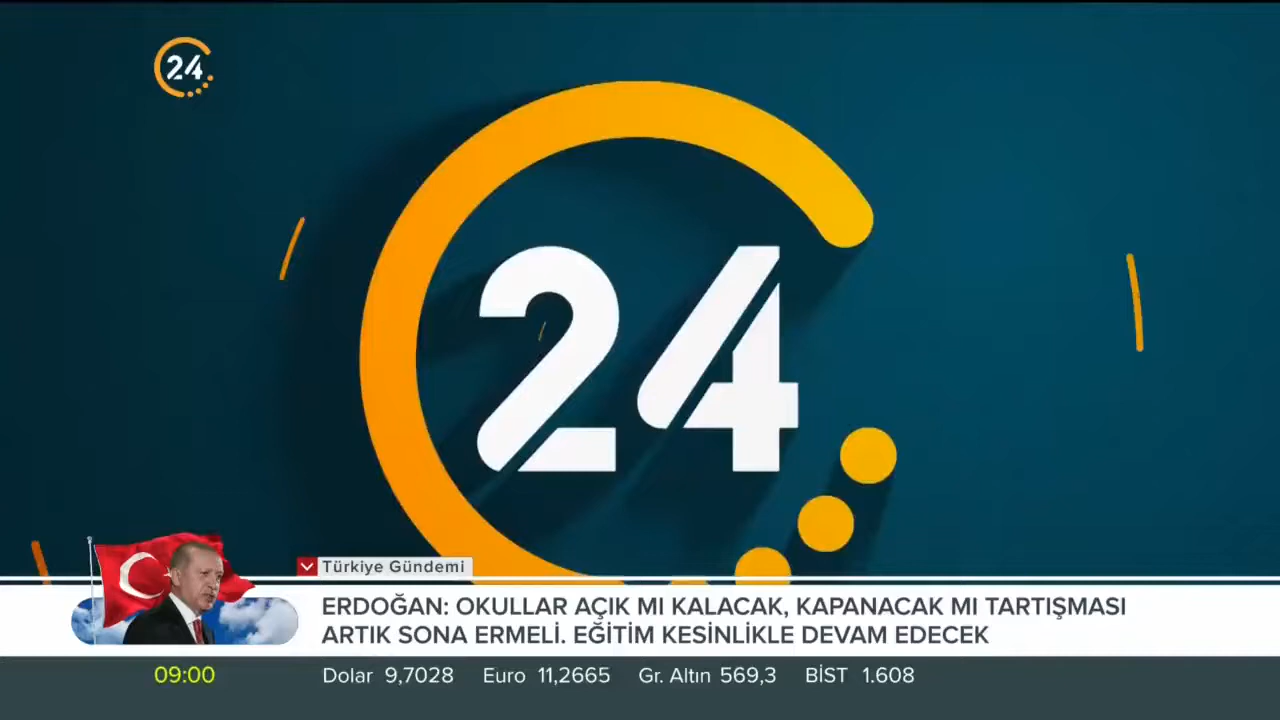 24
24
Türkiye Gündemi
ERDOĞAN: OKULLAR AÇIK MI KALACAK, KAPANACAK MI TARTIŞMASI
ARTIK SONA ERMELİ. EĞİTİM KESİNLİKLE DEVAM EDECEK
09:00 Dolar 9,7028 Euro 11,2665 Gr. Altın 569,3 BİST 1.608